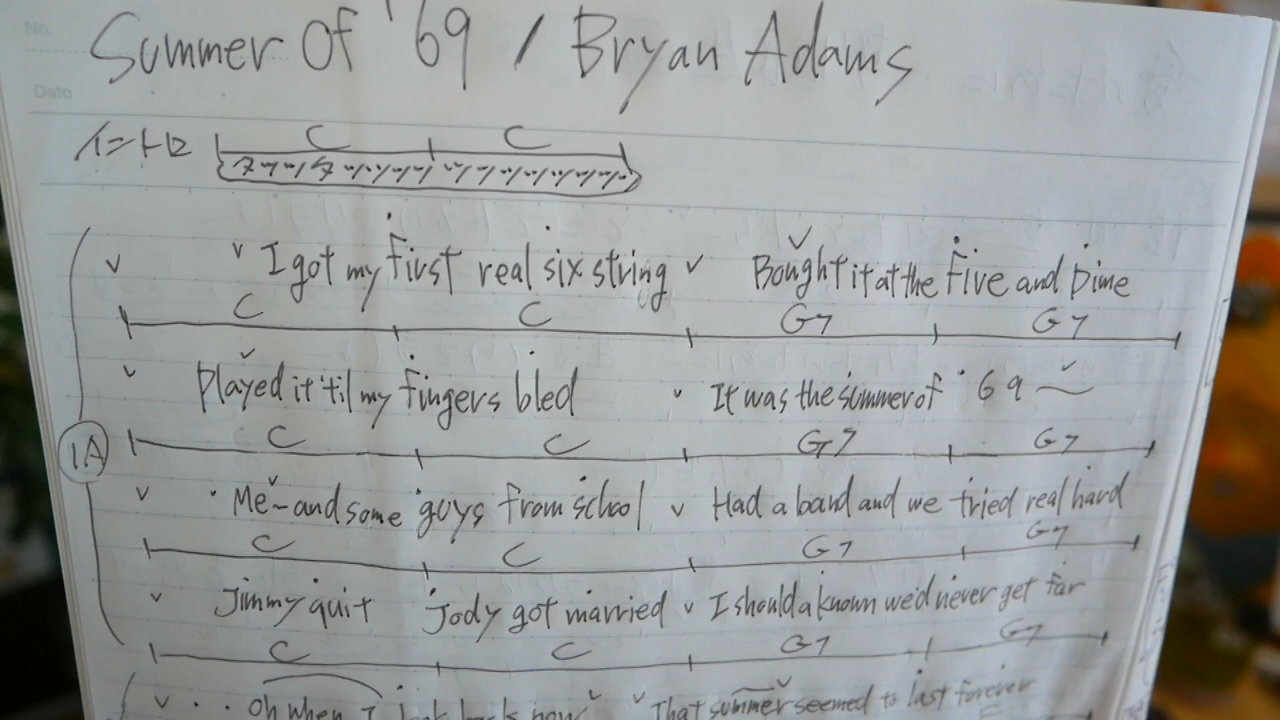 No.
Summer Of '69 / Bryan Adams
Date
イントロ C C
I got my first real six string Bought it at the Five and Dime
C C G7 G7
Played it 'til my fingers bled It was the summer of '69
C C G7 G7
1A
Me~and some guys from school Had a band and we tried real hard
C C G7 G7
Jimmy quit Jody got married I shoulda known we'd never get far
C C G7 G7
Oh when I look back now That summer seemed to last forever